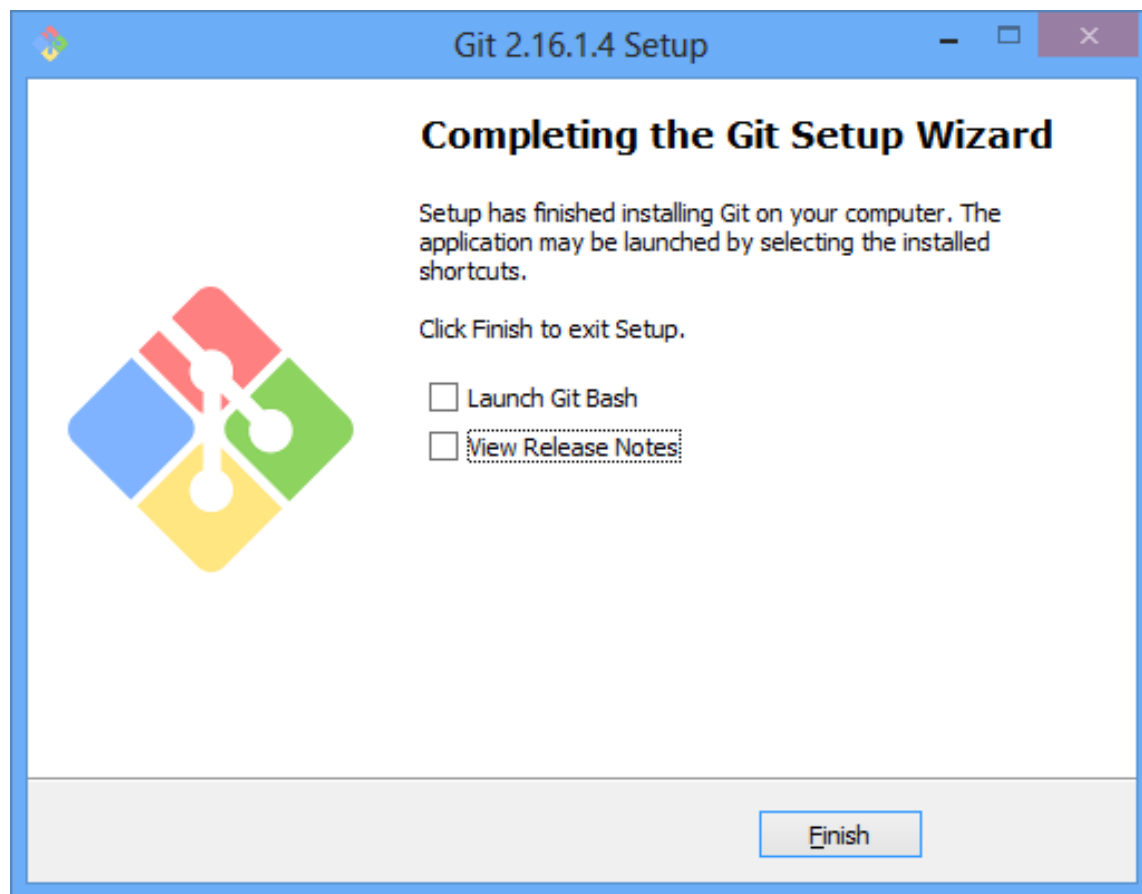 Git 2.16.1.4 Setup
Completing the Git Setup Wizard
Setup has finished installing Git on your computer. The
application may be launched by selecting the installed
shortcuts.
Click Finish to exit Setup.
Launch Git Bash
View Release Notes
Finish